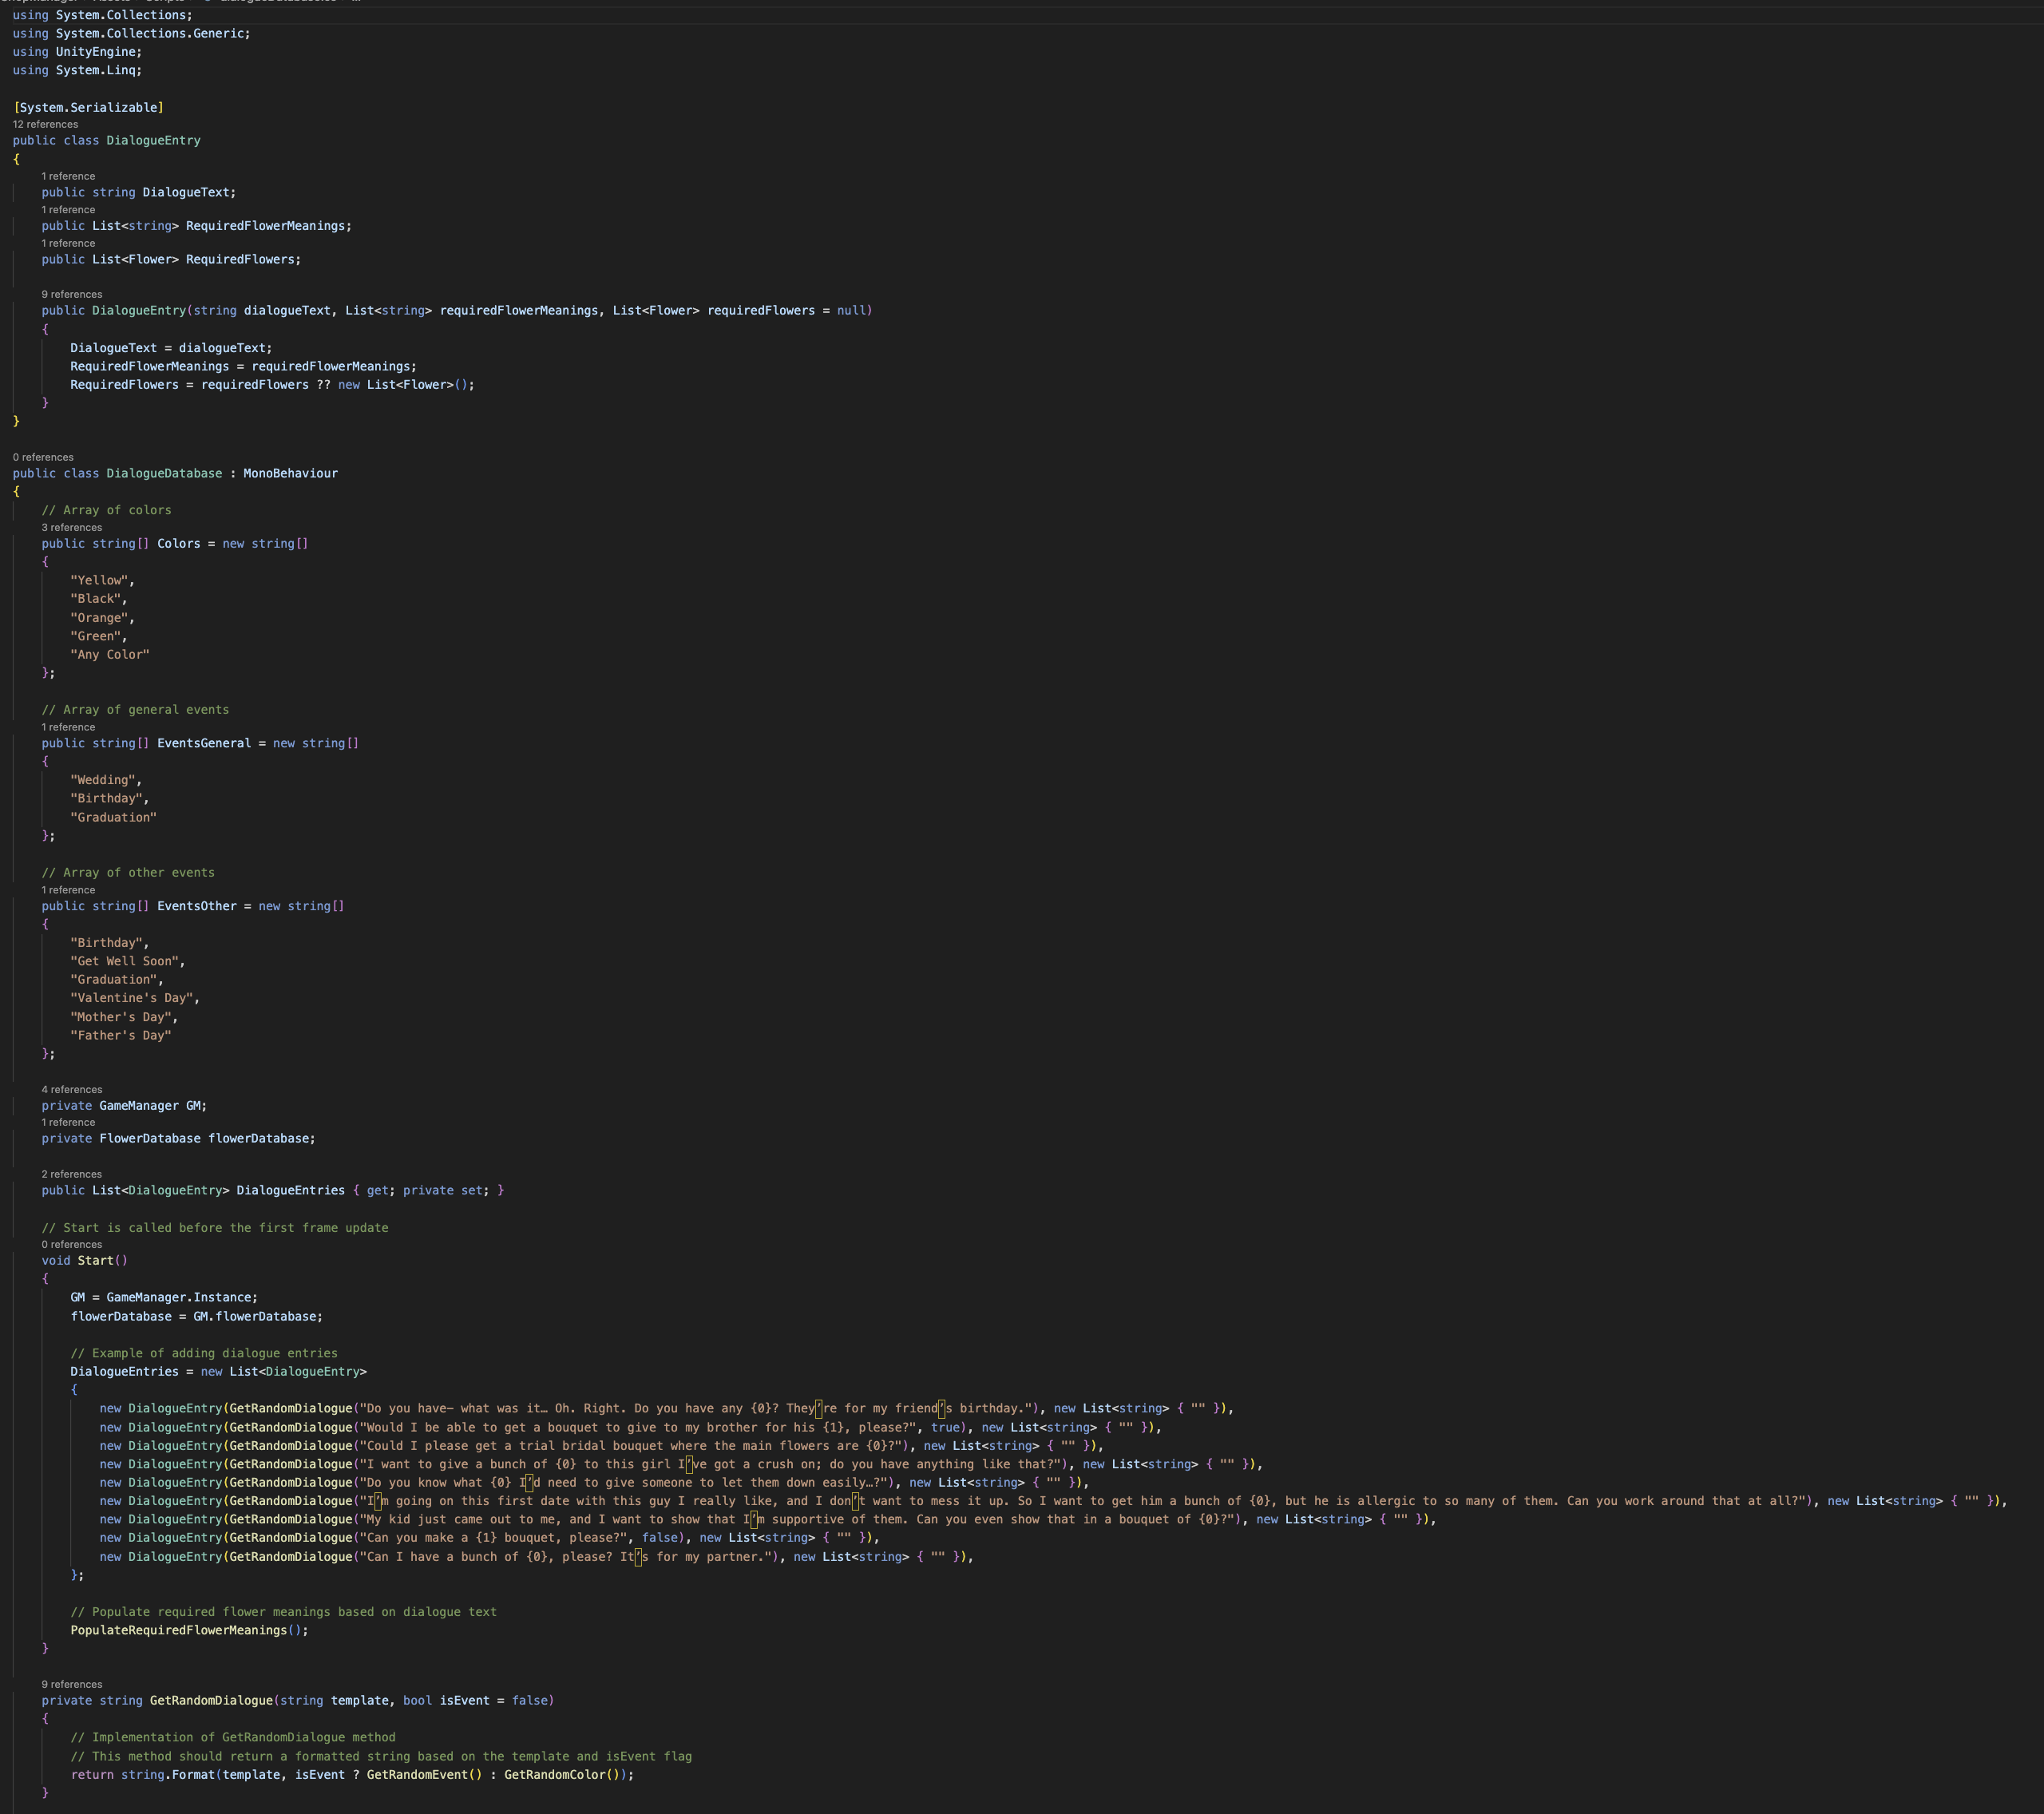 using System.Collections;
using System.Collections.Generic;
using UnityEngine;
using System.Linq;
[System.Serializable]
12 references
public class DialogueEntry
{
1 reference
public string DialogueText;
1 reference
public List<string> RequiredFlowerMeanings;
1 reference
public List<Flower> RequiredFlowers;
9 references
public DialogueEntry(string dialogueText, List<string> requiredFlowerMeanings, List<Flower> requiredFlowers = null)
{
DialogueText = dialogueText;
RequiredFlowerMeanings = requiredFlowerMeanings;
RequiredFlowers = requiredFlowers ?? new List<Flower>();
}
}
0 references
public class DialogueDatabase : MonoBehaviour
{
// Array of colors
3 references
public string[] Colors = new string[]
{
"Yellow",
"Black",
"Orange",
"Green",
"Any Color"
};
// Array of general events
1 reference
public string[] EventsGeneral = new string[]
{
"Wedding",
"Birthday",
"Graduation"
};
// Array of other events
1 reference
public string[] EventsOther = new string[]
{
"Birthday",
"Get Well Soon",
"Graduation",
"Valentine's Day",
"Mother's Day",
"Father's Day"
};
4 references
private GameManager GM;
1 reference
private FlowerDatabase flowerDatabase;
2 references
public List<DialogueEntry> DialogueEntries { get; private set; }
// Start is called before the first frame update
0 references
void Start()
{
GM = GameManager.Instance;
flowerDatabase = GM.flowerDatabase;
// Example of adding dialogue entries
DialogueEntries = new List<DialogueEntry>
{
new DialogueEntry(GetRandomDialogue("Do you have– what was it… Oh. Right. Do you have any {0}? They’re for my friend’s birthday."), new List<string> { "" }),
new DialogueEntry(GetRandomDialogue("Would I be able to get a bouquet to give to my brother for his {1}, please?", true), new List<string> { "" }),
new DialogueEntry(GetRandomDialogue("Could I please get a trial bridal bouquet where the main flowers are {0}?"), new List<string> { "" }),
new DialogueEntry(GetRandomDialogue("I want to give a bunch of {0} to this girl I’ve got a crush on; do you have anything like that?"), new List<string> { "" }),
new DialogueEntry(GetRandomDialogue("Do you know what {0} I’d need to give someone to let them down easily…?"), new List<string> { "" }),
new DialogueEntry(GetRandomDialogue("I’m going on this first date with this guy I really like, and I don’t want to mess it up. So I want to get him a bunch of {0}, but he is allergic to so many of them. Can you work around that at all?"), new List<string> { "" }),
new DialogueEntry(GetRandomDialogue("My kid just came out to me, and I want to show that I’m supportive of them. Can you even show that in a bouquet of {0}?"), new List<string> { "" }),
new DialogueEntry(GetRandomDialogue("Can you make a {1} bouquet, please?", false), new List<string> { "" }),
new DialogueEntry(GetRandomDialogue("Can I have a bunch of {0}, please? It’s for my partner."), new List<string> { "" }),
};
// Populate required flower meanings based on dialogue text
PopulateRequiredFlowerMeanings();
}
9 references
private string GetRandomDialogue(string template, bool isEvent = false)
{
// Implementation of GetRandomDialogue method
// This method should return a formatted string based on the template and isEvent flag
return string.Format(template, isEvent ? GetRandomEvent() : GetRandomColor());
}